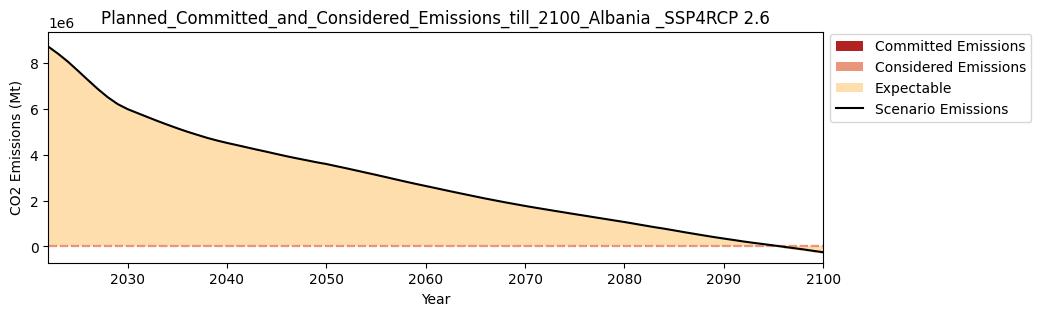 Planned_Committed_and_Considered_Emissions_till_2100_Albania _SSP4RCP 2.6
1e6
8
6
4
2
0
CO2 Emissions (Mt)
2030 2040 2050 2060 2070 2080 2090 2100
Year
Committed Emissions
Considered Emissions
Expectable
Scenario Emissions